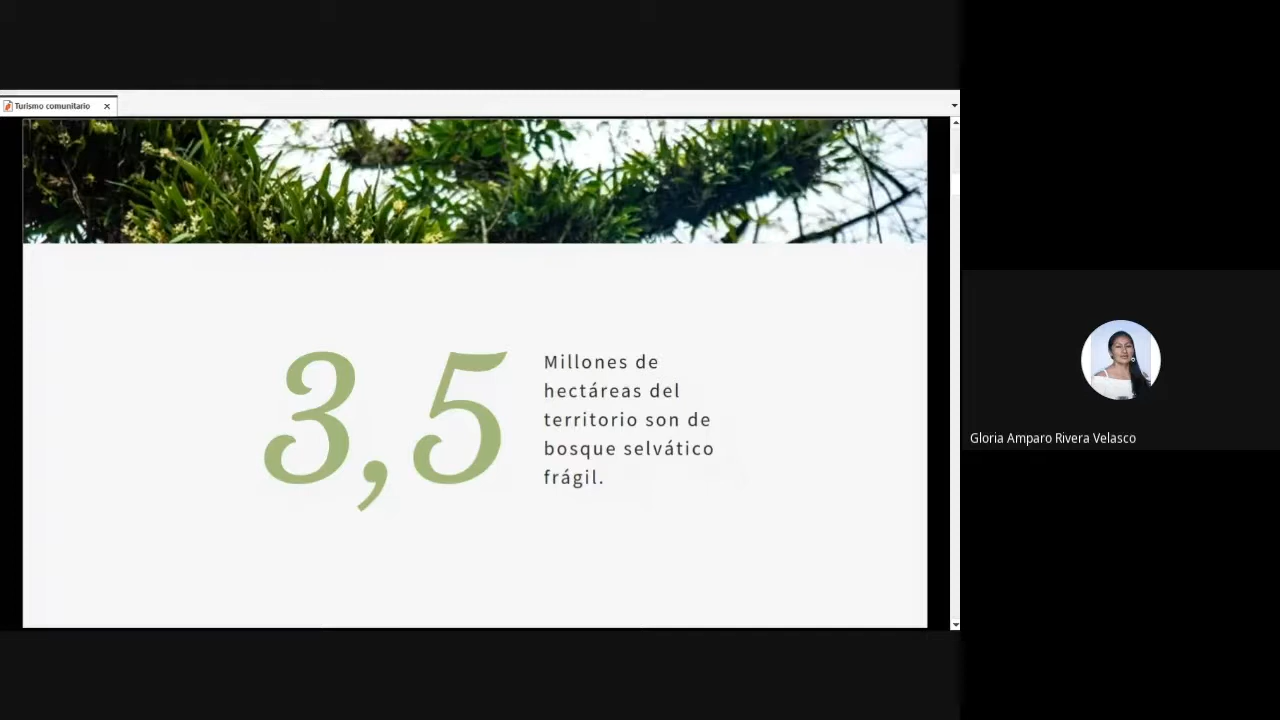 Turismo comunitario
3,5
Millones de
hectáreas del
territorio son de
bosque selvático
frágil.
Gloria Amparo Rivera Velasco